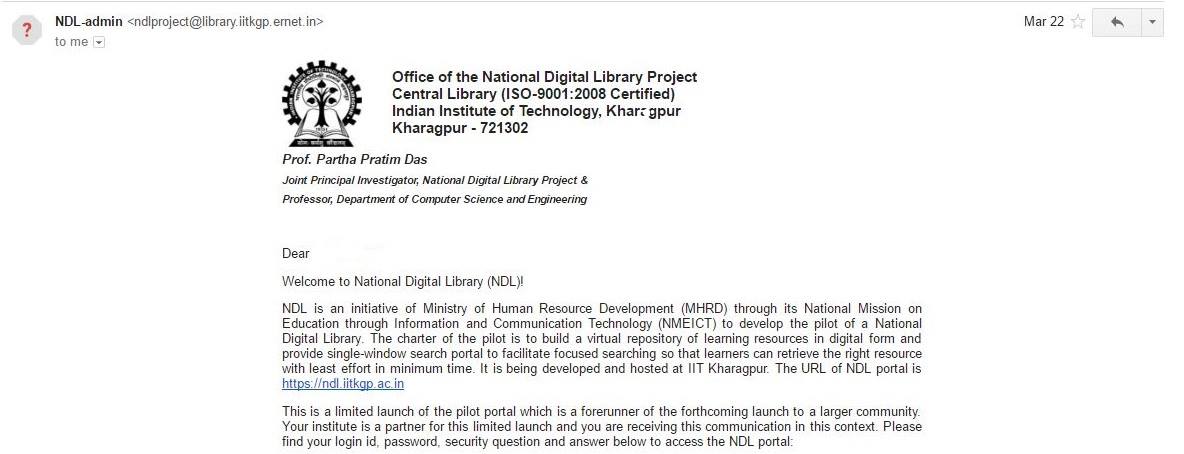 NDL-admin <ndlproject@library.iitkgp.ernet.in>
Mar 22
to me
Office of the National Digital Library Project
Central Library (ISO-9001:2008 Certified)
Indian Institute of Technology, Kharagpur
Kharagpur - 721302
Prof. Partha Pratim Das
Joint Principal Investigator, National Digital Library Project &
Professor, Department of Computer Science and Engineering
Dear
Welcome to National Digital Library (NDL)!
NDL is an initiative of Ministry of Human Resource Development (MHRD) through its National Mission on
Education through Information and Communication Technology (NMEICT) to develop the pilot of a National
Digital Library. The charter of the pilot is to build a virtual repository of learning resources in digital form and
provide single-window search portal to facilitate focused searching so that learners can retrieve the right resource
with least effort in minimum time. It is being developed and hosted at IIT Kharagpur. The URL of NDL portal is
https://ndl.iitkgp.ac.in
This is a limited launch of the pilot portal which is a forerunner of the forthcoming launch to a larger community.
Your institute is a partner for this limited launch and you are receiving this communication in this context. Please
find your login id, password, security question and answer below to access the NDL portal: